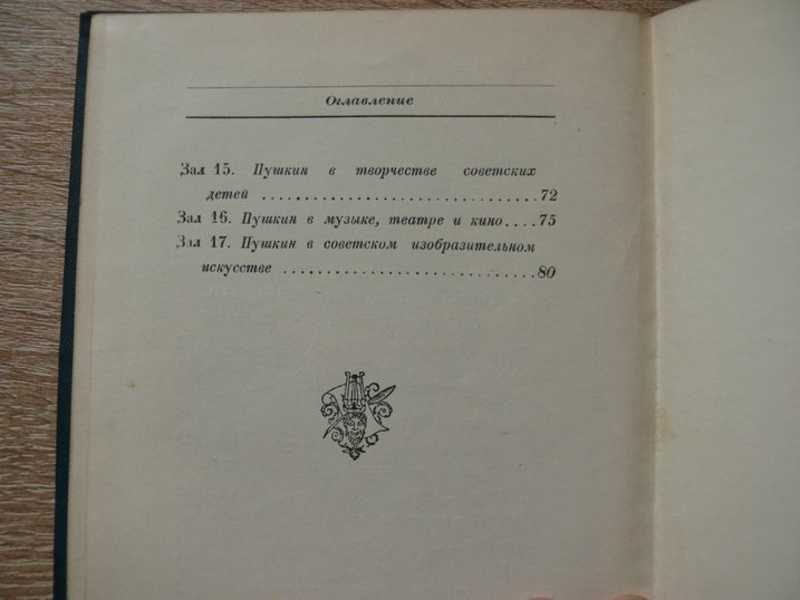 Оглавление
Зал 15. Пушкин в творчестве советских
детей ............................ 72
Зал 16. Пушкин в музыке, театре и кино.... 75
Зал 17. Пушкин в советском изобразительном
искусстве .......................... 80